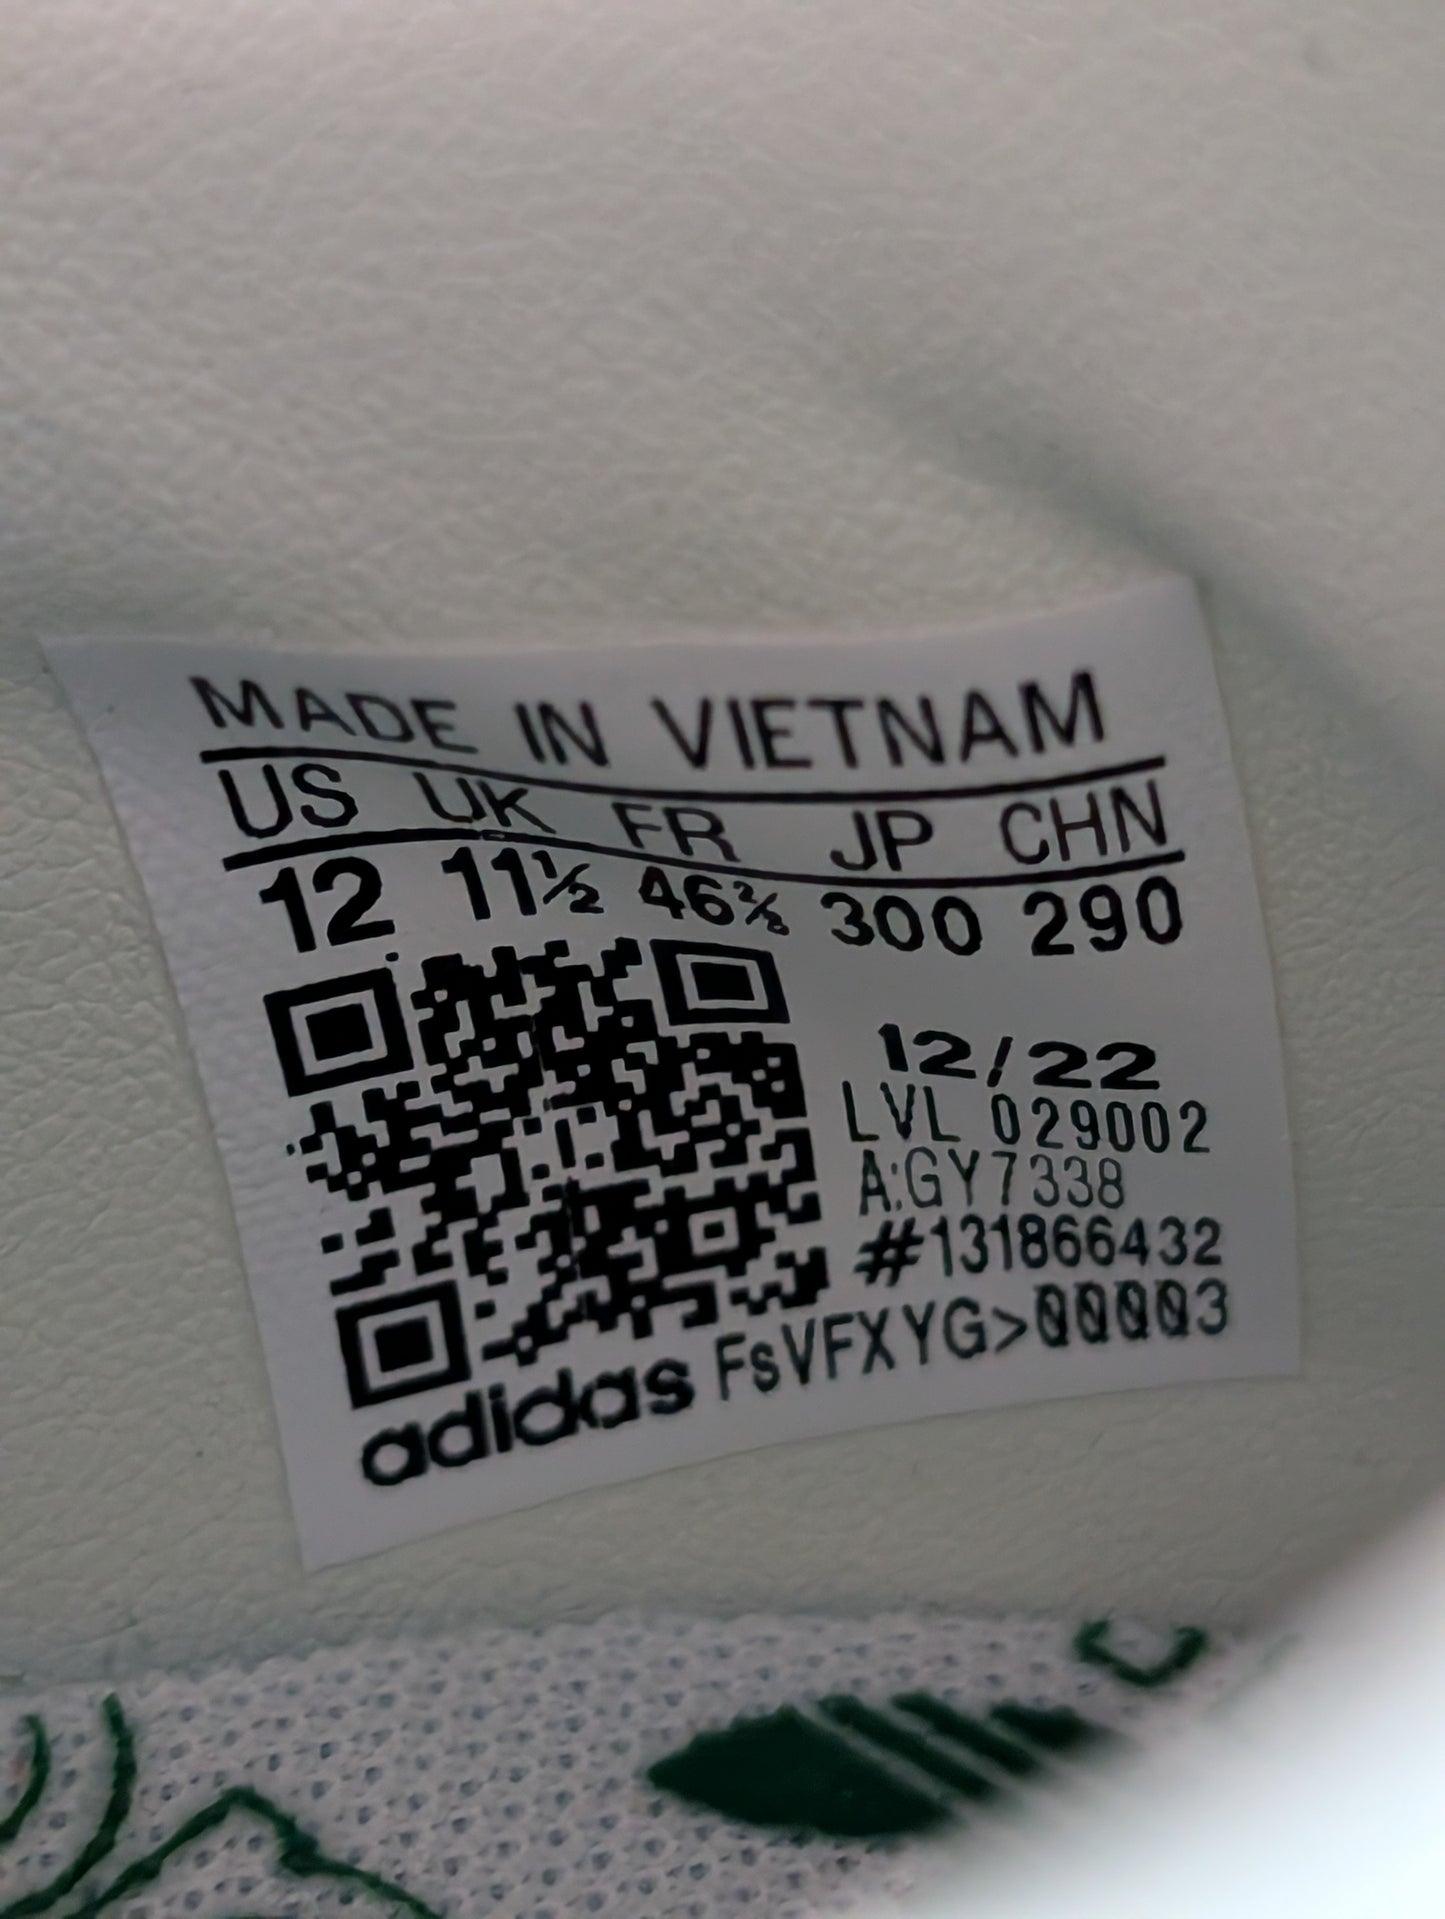 MADE IN VIETNAM
US UK FR JP CHN
12 11½ 46⅔ 300 290
12/22
LVL 029002
A:GY7338
#131866432
adidas FsVFXYG>00003